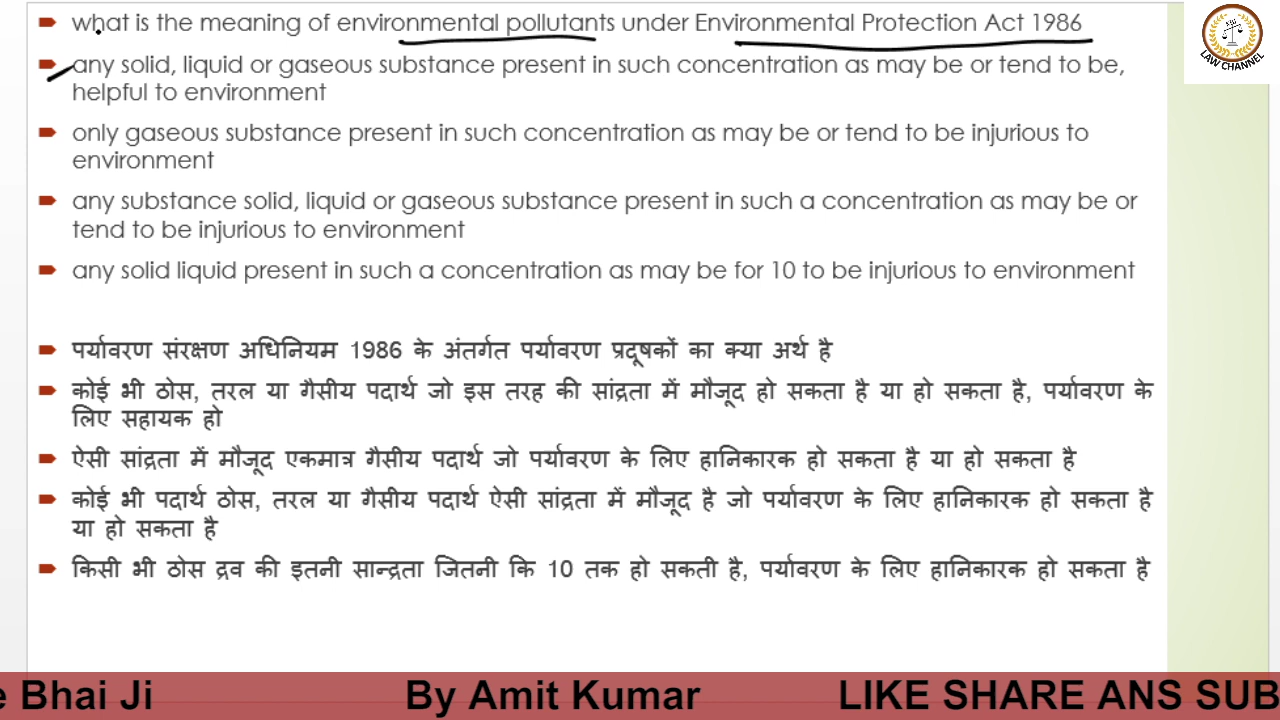 what is the meaning of environmental pollutants under Environmental Protection Act 1986
any solid, liquid or gaseous substance present in such concentration as may be or tend to be,
helpful to environment
only gaseous substance present in such concentration as may be or tend to be injurious to
environment
any substance solid, liquid or gaseous substance present in such a concentration as may be or
tend to be injurious to environment
any solid liquid present in such a concentration as may be for 10 to be injurious to environment
पर्यावरण संरक्षण अधिनियम 1986 के अंतर्गत पर्यावरण प्रदूषकों का क्या अर्थ है
कोई भी ठोस, तरल या गैसीय पदार्थ जो इस तरह की सांद्रता में मौजूद हो सकता है या हो सकता है, पर्यावरण के
लिए सहायक हो
ऐसी सांद्रता में मौजूद एकमात्र गैसीय पदार्थ जो पर्यावरण के लिए हानिकारक हो सकता है या हो सकता है
कोई भी पदार्थ ठोस, तरल या गैसीय पदार्थ ऐसी सांद्रता में मौजूद है जो पर्यावरण के लिए हानिकारक हो सकता है
या हो सकता है
किसी भी ठोस द्रव की इतनी सान्द्रता जितनी कि 10 तक हो सकती है, पर्यावरण के लिए हानिकारक हो सकता है
LAW CHANNEL
e Bhai Ji By Amit Kumar LIKE SHARE ANS SUB